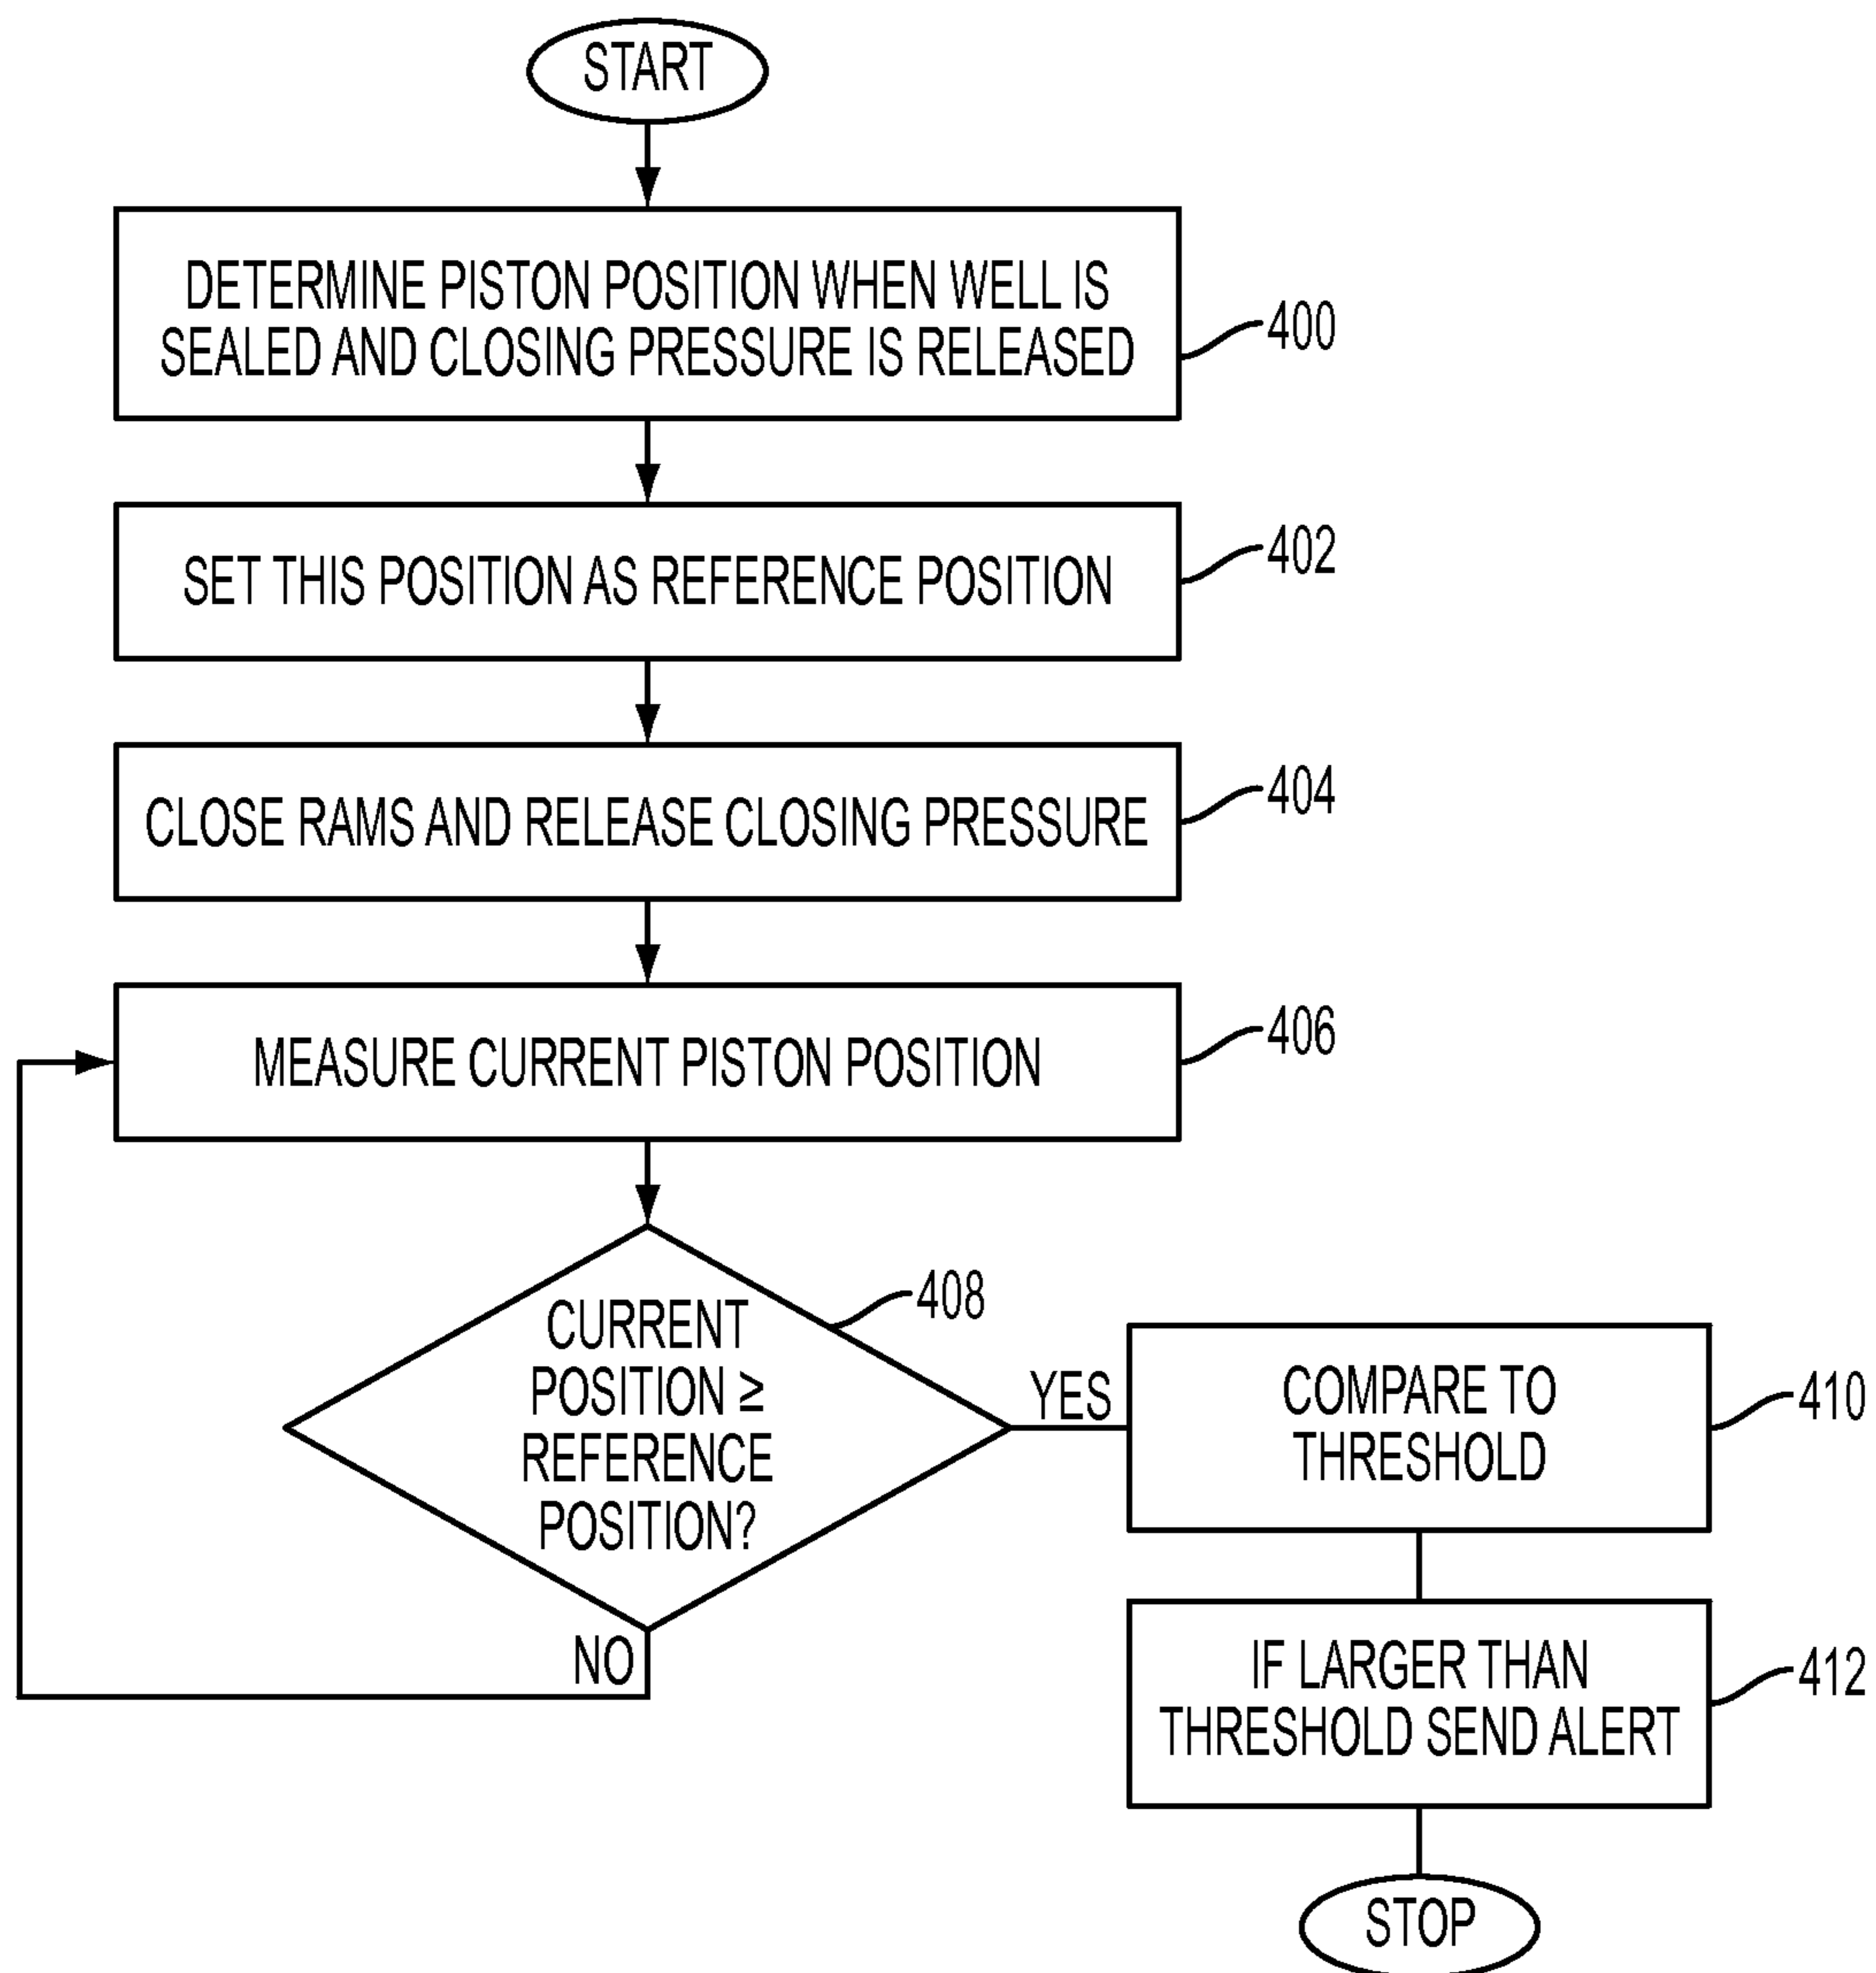 START
DETERMINE PISTON POSITION WHEN WELL IS
SEALED AND CLOSING PRESSURE IS RELEASED
400
SET THIS POSITION AS REFERENCE POSITION
402
CLOSE RAMS AND RELEASE CLOSING PRESSURE
404
MEASURE CURRENT PISTON POSITION
406
CURRENT
POSITION ≥
REFERENCE
POSITION?
408
YES
NO
COMPARE TO
THRESHOLD
410
IF LARGER THAN
THRESHOLD SEND ALERT
412
STOP